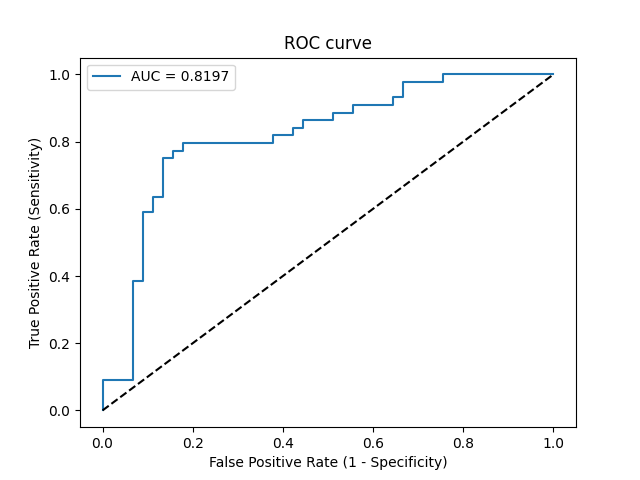 ROC curve
AUC = 0.8197
True Positive Rate (Sensitivity)
1.0
0.8
0.6
0.4
0.2
0.0
0.0 0.2 0.4 0.6 0.8 1.0
False Positive Rate (1 - Specificity)